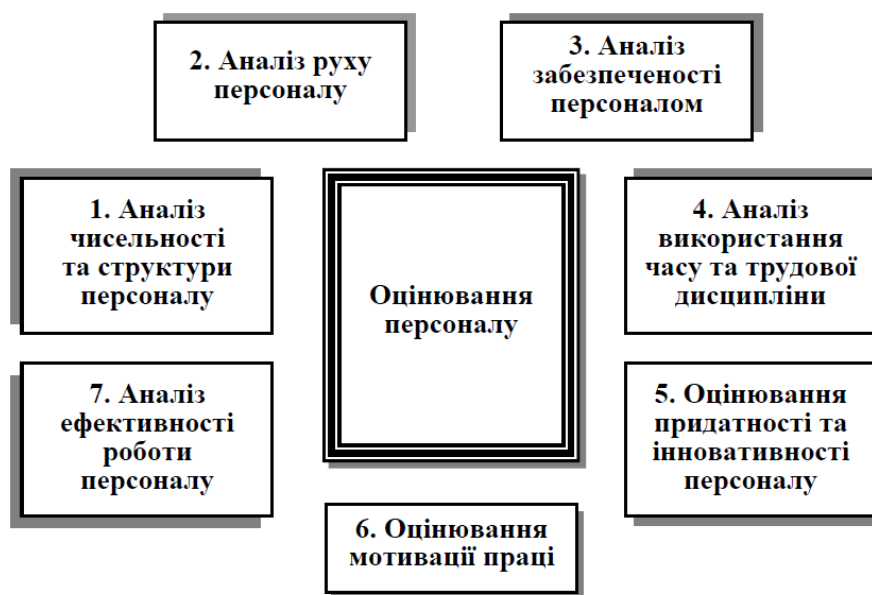 2. Аналіз руху
персоналу
3. Аналіз
забезпеченості
персоналом
1. Аналіз
чисельності
та структури
персоналу
Оцінювання
персоналу
4. Аналіз
використання
часу та трудової
дисципліни
7. Аналіз
ефективності
роботи
персоналу
5. Оцінювання
придатності та
інновативності
персоналу
6. Оцінювання
мотивації праці